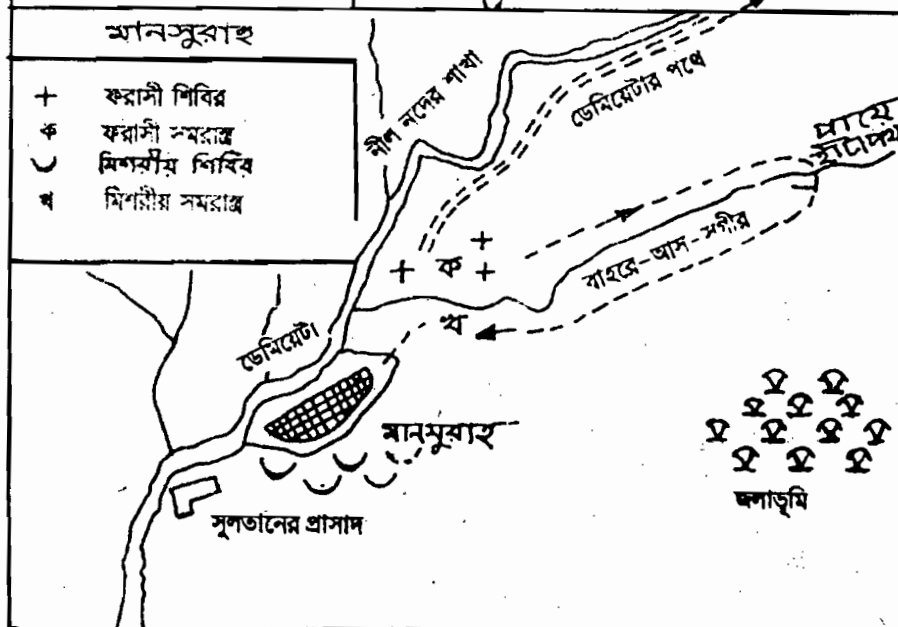 মানসুরাহ
+ ফরাসী শিবির
ক ফরাসী সমরাস্ত্র
মিশরীয় শিবির
খ মিশরীয় সমরাস্ত্র
নীল নদের শাখা
ডেমিয়েটার পথে
পায়ে
হাঁটাপথ
বাহরে-আস-সগীর
ক
খ
ডেমিয়েটা
মানসুরাহ
সুলতানের প্রাসাদ
জলাভূমি